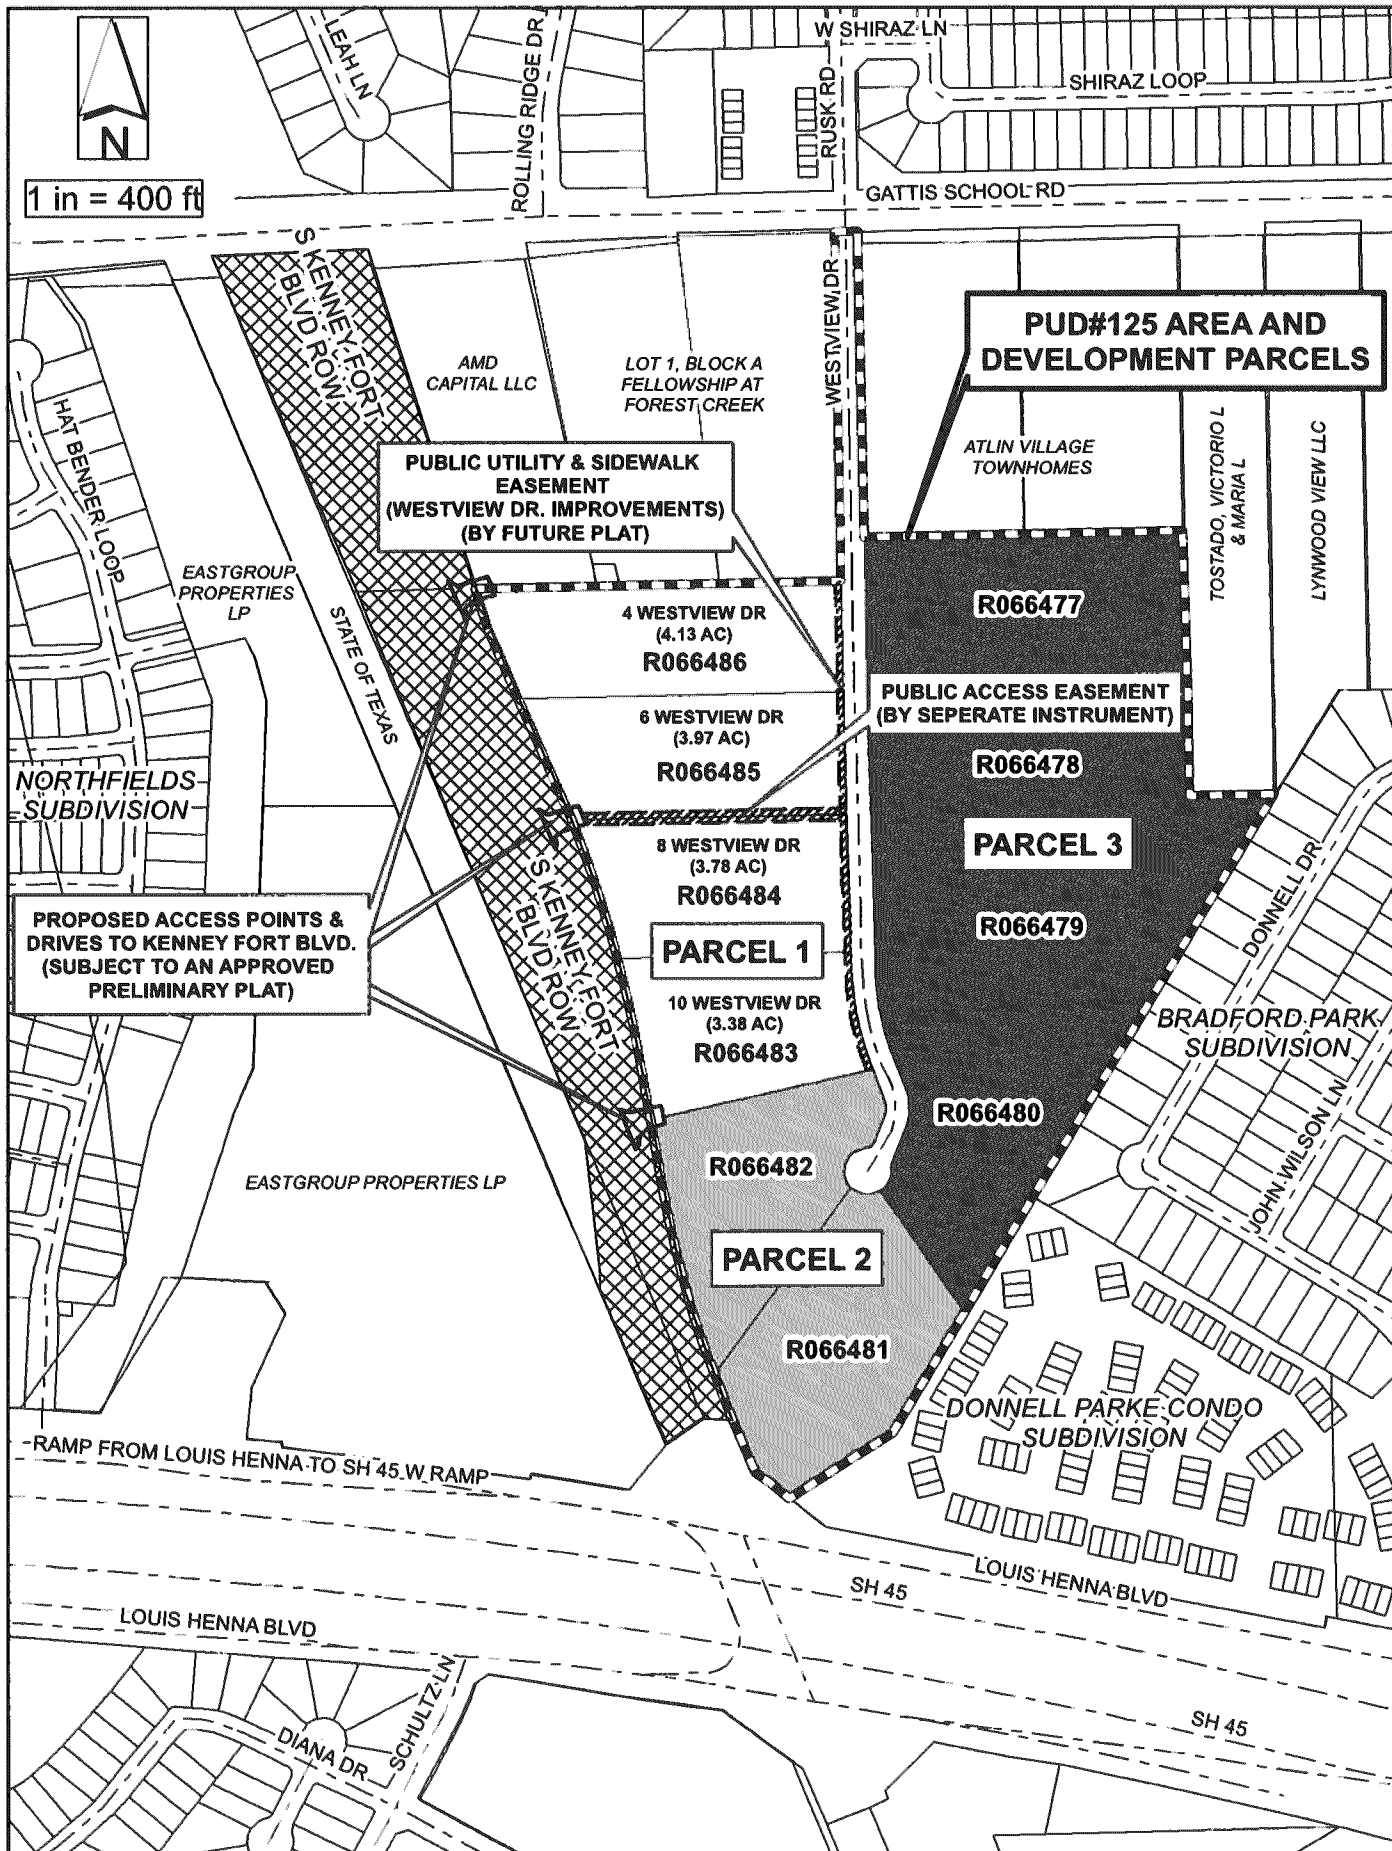 N
1 in = 400 ft
LEAH LN
ROLLING RIDGE DR
W SHIRAZ LN
RUSK RD
SHIRAZ LOOP
GATTIS SCHOOL RD
S KENNEY FORT
BLVD ROW
WESTVIEW DR
PUD#125 AREA AND
DEVELOPMENT PARCELS
AMD
CAPITAL LLC
LOT 1, BLOCK A
FELLOWSHIP AT
FOREST CREEK
HAT BENDER LOOP
PUBLIC UTILITY & SIDEWALK
EASEMENT
(WESTVIEW DR. IMPROVEMENTS)
(BY FUTURE PLAT)
ATLIN VILLAGE
TOWNHOMES
TOSTADO, VICTORIO L
& MARIA L
LYNWOOD VIEW LLC
EASTGROUP
PROPERTIES
LP
STATE OF TEXAS
4 WESTVIEW DR
(4.13 AC)
R066486
R066477
6 WESTVIEW DR
(3.97 AC)
R066485
PUBLIC ACCESS EASEMENT
(BY SEPERATE INSTRUMENT)
R066478
NORTHFIELDS
SUBDIVISION
8 WESTVIEW DR
(3.78 AC)
R066484
PARCEL 3
PROPOSED ACCESS POINTS &
DRIVES TO KENNEY FORT BLVD.
(SUBJECT TO AN APPROVED
PRELIMINARY PLAT)
S KENNEY FORT
BLVD ROW
PARCEL 1
R066479
DONNELL DR
10 WESTVIEW DR
(3.38 AC)
R066483
BRADFORD PARK
SUBDIVISION
R066480
JOHN WILSON LN
R066482
EASTGROUP PROPERTIES LP
PARCEL 2
R066481
DONNELL PARKE CONDO
SUBDIVISION
RAMP FROM LOUIS HENNA TO SH 45 W RAMP
LOUIS HENNA BLVD
SH 45
LOUIS HENNA BLVD
SCHULTZ LN
DIANA DR
SH 45